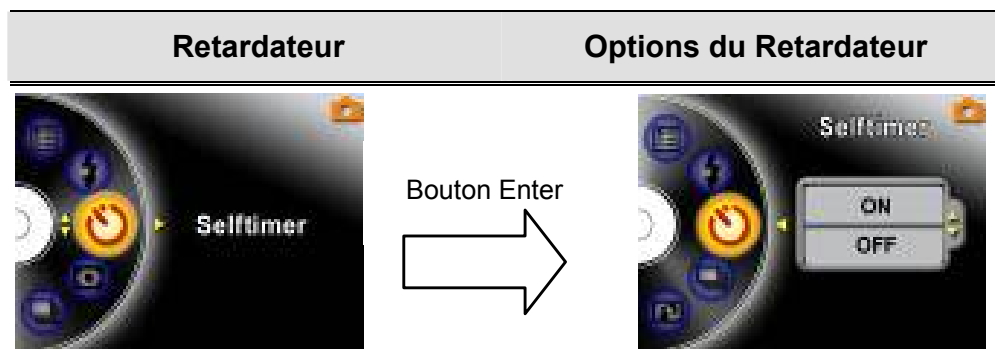 Retardateur
Options du Retardateur
Selftimer
Bouton Enter
Selftimer
ON
OFF